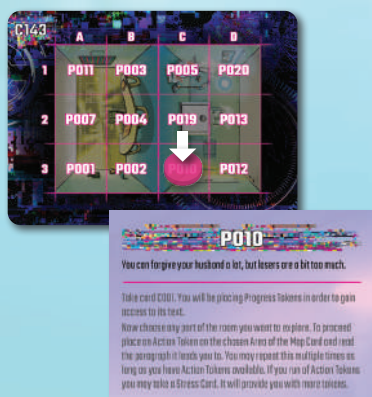 C143
A B C D
1 P011 P003 P005 P020
2 P007 P004 P019 P013
3 P001 P002 P010 P012
P010
You can forgive your husband a lot, but lasers are a bit too much.
Take card C001. You will be placing Progress Tokens in order to gain
access to its text.
Now choose any part of the room you want to explore. To proceed
place an Action Token on the chosen Area of the Map Card and read
the paragraph it leads you to. You may repeat this multiple times as
long as you have Action Tokens available. If you run of Action Tokens
you may take a Stress Card. It will provide you with more tokens.